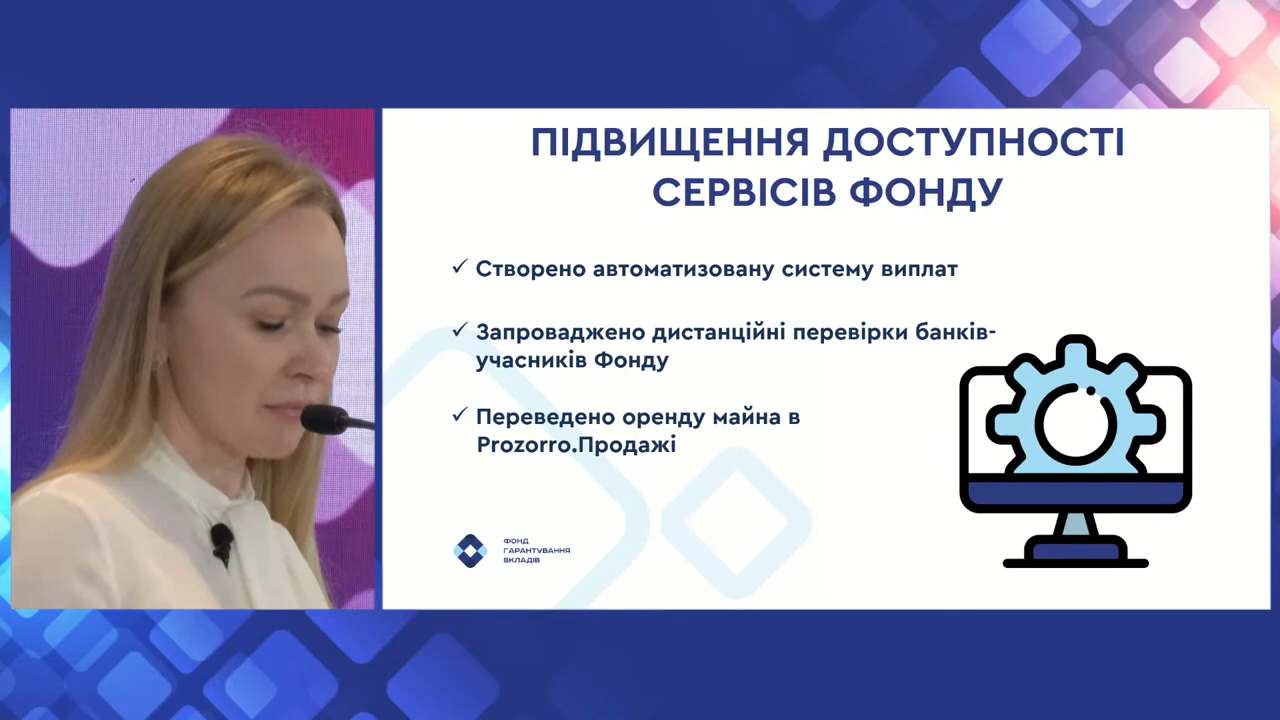 ПІДВИЩЕННЯ ДОСТУПНОСТІ
СЕРВІСІВ ФОНДУ
✓ Створено автоматизовану систему виплат
✓ Запроваджено дистанційні перевірки банків-
учасників Фонду
✓ Переведено оренду майна в
Prozorro.Продажі
ФОНД
ГАРАНТУВАННЯ
ВКЛАДІВ